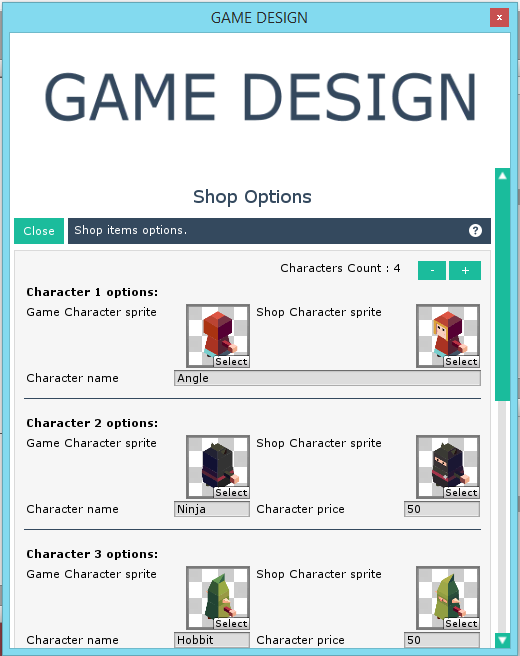 GAME DESIGN
x
GAME DESIGN
Shop Options
Close Shop items options. ?
Characters Count : 4 - +
Character 1 options:
Game Character sprite Select Shop Character sprite Select
Character name Angle
Character 2 options:
Game Character sprite Select Shop Character sprite Select
Character name Ninja Character price 50
Character 3 options:
Game Character sprite Select Shop Character sprite Select
Character name Hobbit Character price 50